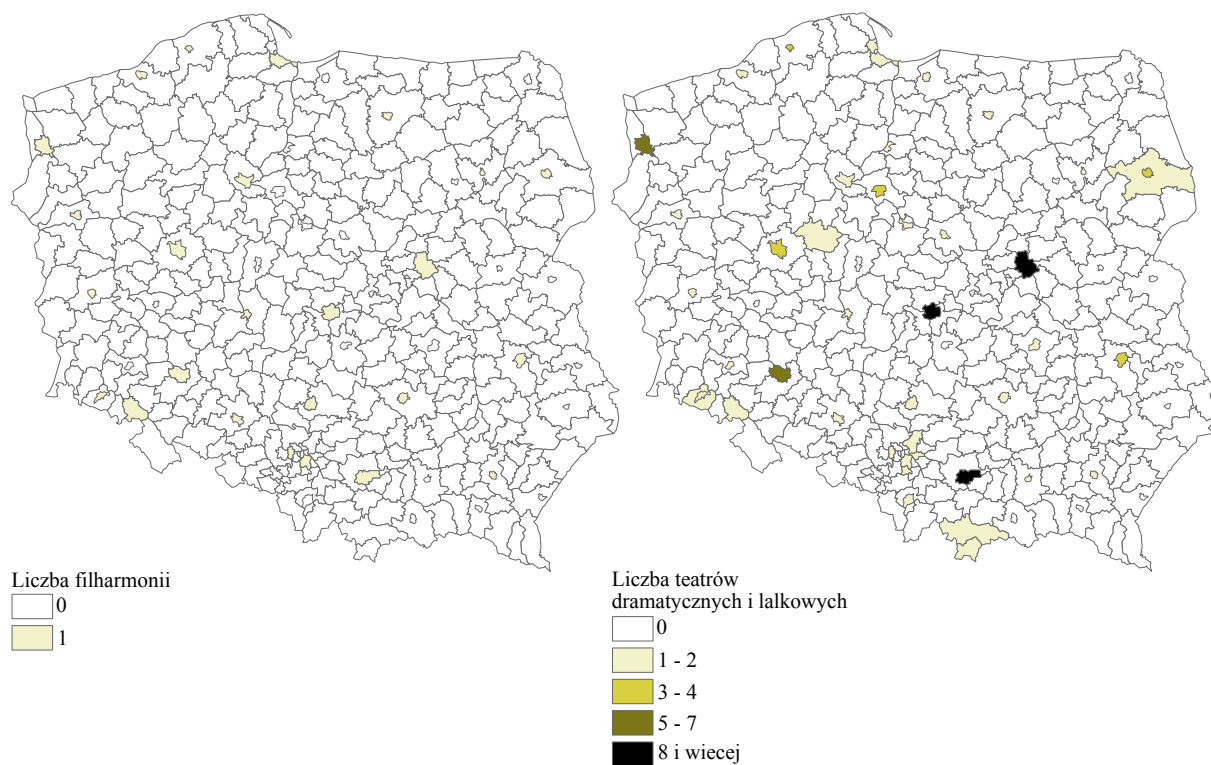 Liczba filharmonii
0
1
Liczba teatrów
dramatycznych i lalkowych
0
1 - 2
3 - 4
5 - 7
8 i wiecej